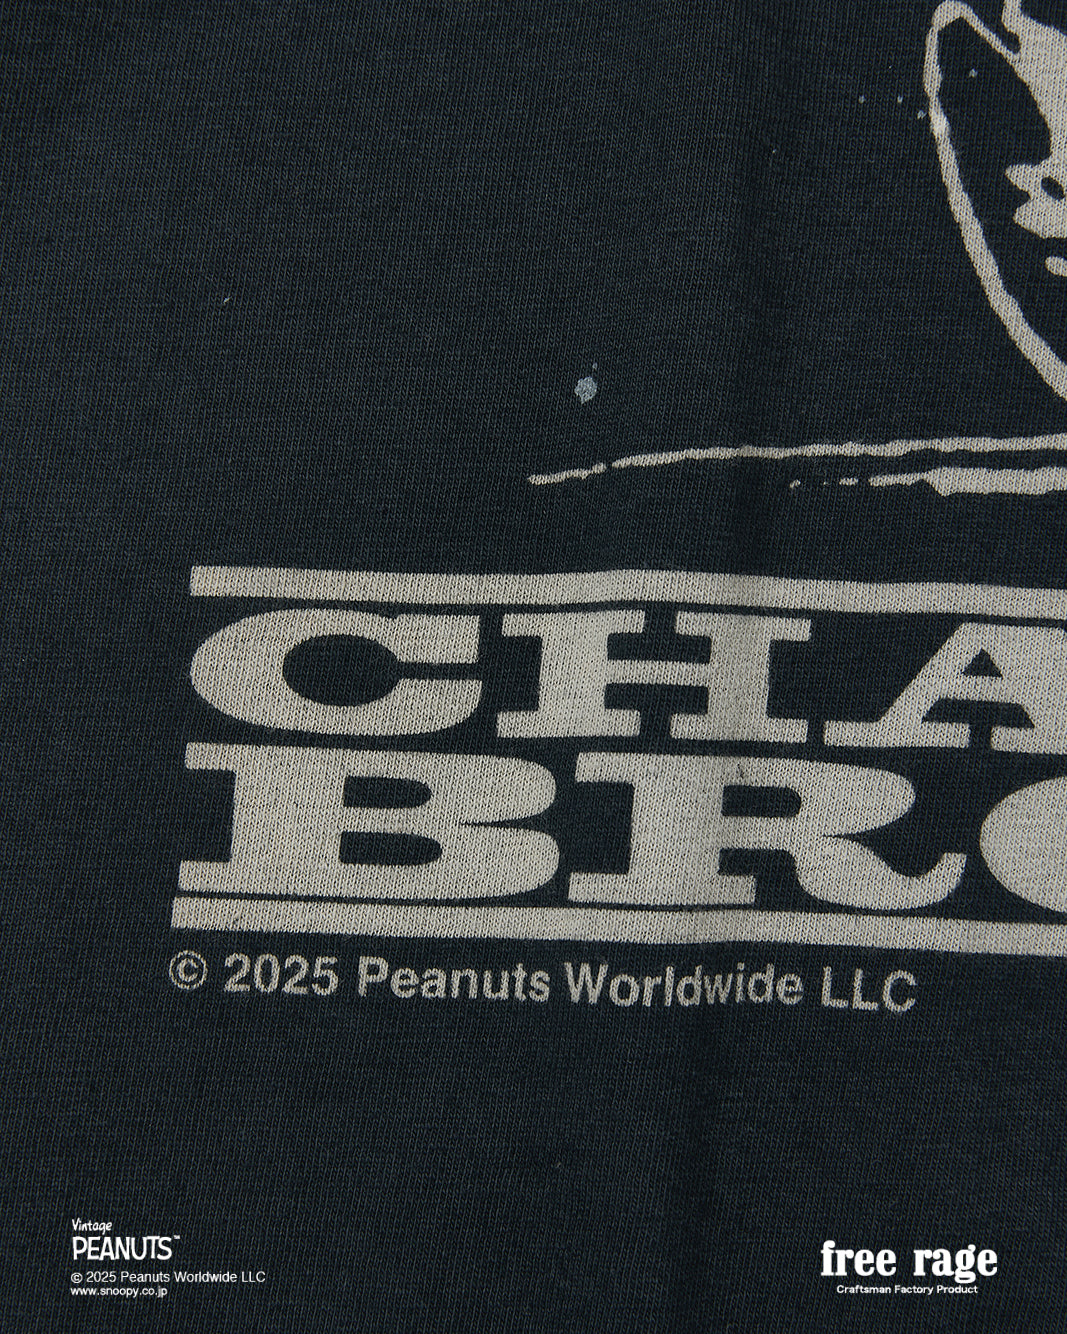 CHA
BRO
© 2025 Peanuts Worldwide LLC
Vintage
PEANUTS™
© 2025 Peanuts Worldwide LLC
www.snoopy.co.jp
free rage
Craftsman Factory Product